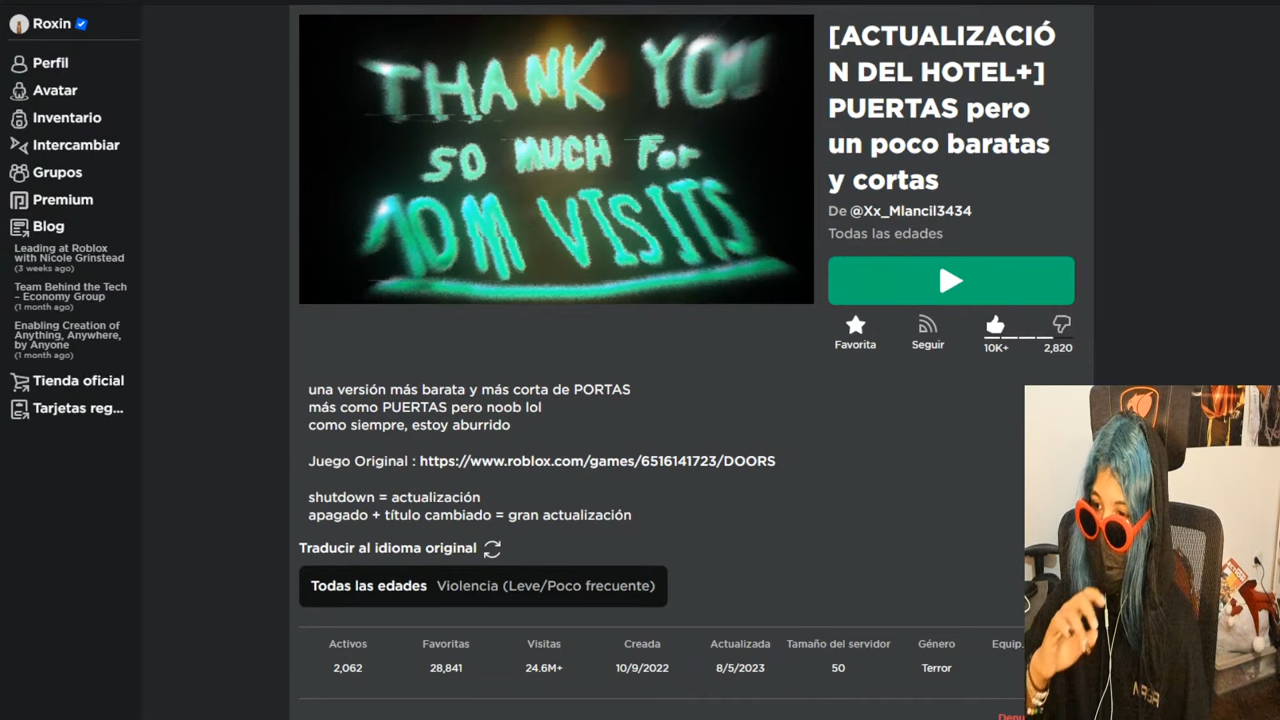 Roxin
Perfil
Avatar
Inventario
Intercambiar
Grupos
Premium
Blog
Leading at Roblox
with Nicole Grinstead
(3 weeks ago)
Team Behind the Tech
– Economy Group
(1 month ago)
Enabling Creation of
Anything, Anywhere,
by Anyone
(1 month ago)
Tienda oficial
Tarjetas reg...
THANK YOU
SO MUCH For
10M VISITS
[ACTUALIZACIÓ
N DEL HOTEL+]
PUERTAS pero
un poco baratas
y cortas
De @Xx_Mlancil3434
Todas las edades
Favorita
Seguir
10K+
2,820
una versión más barata y más corta de PORTAS
más como PUERTAS pero noob lol
como siempre, estoy aburrido
Juego Original : https://www.roblox.com/games/6516141723/DOORS
shutdown = actualización
apagado + título cambiado = gran actualización
Traducir al idioma original
Todas las edades Violencia (Leve/Poco frecuente)
Activos Favoritas Visitas Creada Actualizada Tamaño del servidor Género Equip.
2,062 28,841 24.6M+ 10/9/2022 8/5/2023 50 Terror